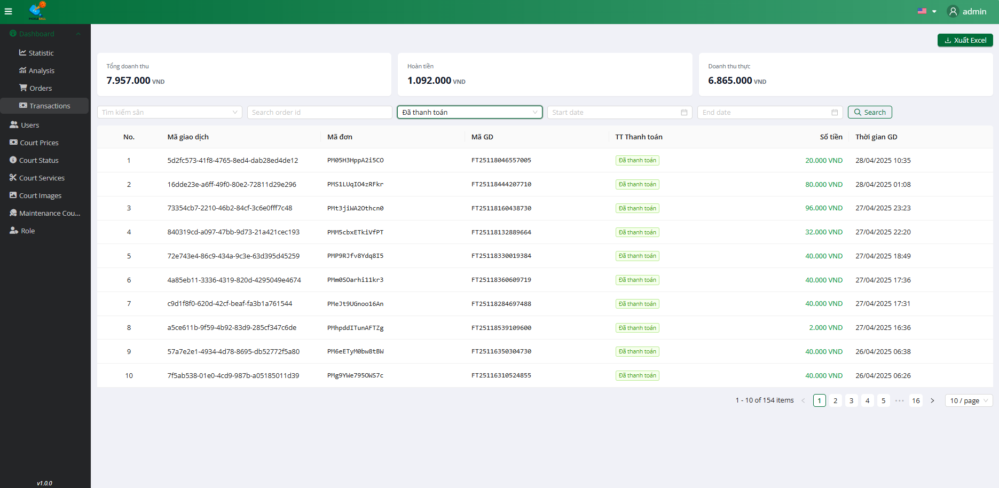 PICKLEBALL
admin
Dashboard
Statistic
Analysis
Orders
Transactions
Users
Court Prices
Court Status
Court Services
Court Images
Maintenance Cou...
Role
v1.0.0
Xuất Excel
Tổng doanh thu
7.957.000 VND
Hoàn tiền
1.092.000 VND
Doanh thu thực
6.865.000 VND
Tìm kiếm sân Search order id Đã thanh toán Start date End date Search
No. Mã giao dịch Mã đơn Mã GD TT Thanh toán Số tiền Thời gian GD
1 5d2fc573-41f8-4765-8ed4-dab28ed4de12 PM05H3HppA2i5CO FT25118046557005 Đã thanh toán 20.000 VND 28/04/2025 10:35
2 16dde23e-a6ff-49f0-80e2-72811d29e296 PMS1LUqIO4zRFkr FT25118444207710 Đã thanh toán 80.000 VND 28/04/2025 01:08
3 73354cb7-2210-46b2-84cf-3c6e0fff7c48 PMt3jiWA2Othcn0 FT25118160438730 Đã thanh toán 96.000 VND 27/04/2025 23:23
4 840319cd-a097-47bb-9d73-21a421cec193 PMM5cbxETkiVfPT FT25118132889664 Đã thanh toán 32.000 VND 27/04/2025 22:20
5 72e743e4-86c9-434a-9c3e-63d395d45259 PMP9RJfv8Ydq8I5 FT25118330019384 Đã thanh toán 40.000 VND 27/04/2025 18:49
6 4a85eb11-3336-4319-820d-4295049e4674 PMm0SOarhi11kr3 FT25118360609719 Đã thanh toán 40.000 VND 27/04/2025 17:36
7 c9d1f8f0-620d-42cf-beaf-fa3b1a761544 PMeJt9UGnoo16An FT25118284697488 Đã thanh toán 40.000 VND 27/04/2025 17:31
8 a5ce611b-9f59-4b92-83d9-285cf347c6de PMhpddITunAFTZg FT25118539109600 Đã thanh toán 2.000 VND 27/04/2025 16:36
9 57a7e2e1-4934-4d78-8695-db52772f5a80 PM6eETyM0bw8tBW FT25116350304730 Đã thanh toán 40.000 VND 26/04/2025 06:38
10 7f5ab538-01e0-4cd9-987b-a05185011d39 PMg9YWe795OWS7c FT25116310524855 Đã thanh toán 40.000 VND 26/04/2025 06:26
1 - 10 of 154 items 1 2 3 4 5 ••• 16 10 / page